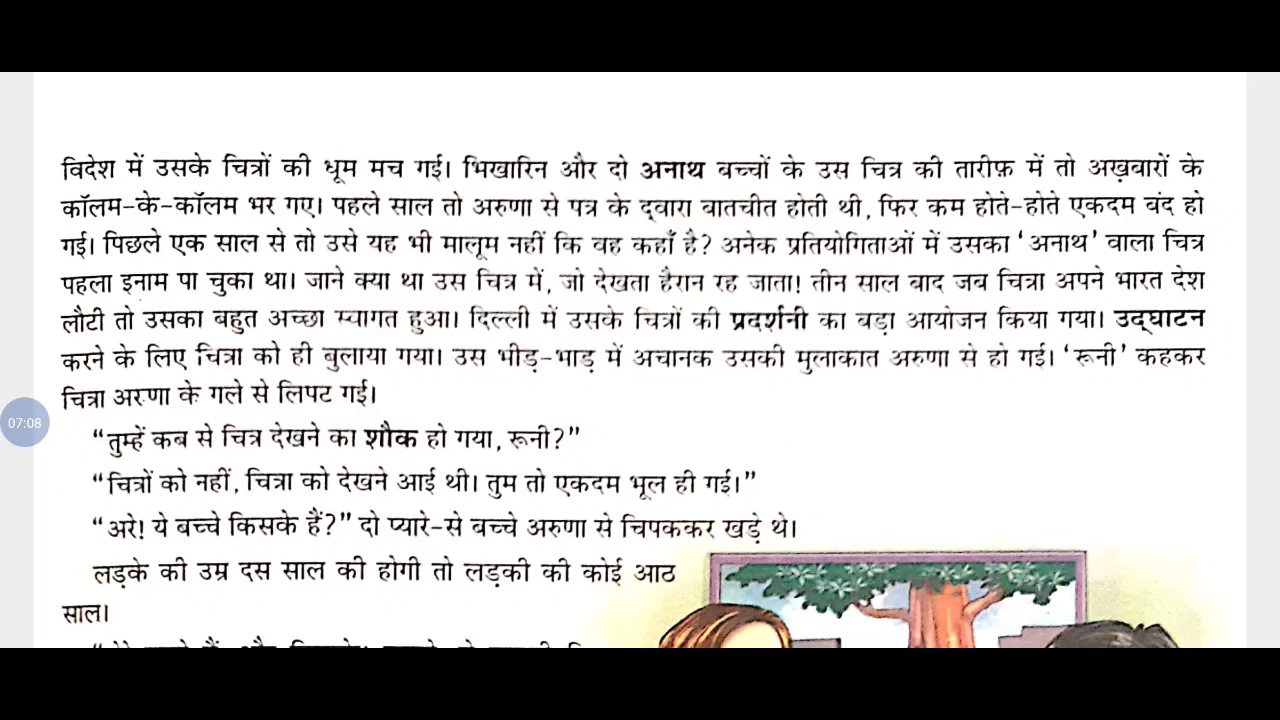 विदेश में उसके चित्रों की धूम मच गई। भिखारिन और दो अनाथ बच्चों के उस चित्र की तारीफ़ में तो अख़बारों के
कॉलम-के-कॉलम भर गए। पहले साल तो अरुणा से पत्र के द्वारा बातचीत होती थी, फिर कम होते-होते एकदम बंद हो
गई। पिछले एक साल से तो उसे यह भी मालूम नहीं कि वह कहाँ है? अनेक प्रतियोगिताओं में उसका ‘अनाथ’ वाला चित्र
पहला इनाम पा चुका था। जाने क्या था उस चित्र में, जो देखता हैरान रह जाता! तीन साल बाद जब चित्रा अपने भारत देश
लौटी तो उसका बहुत अच्छा स्वागत हुआ। दिल्ली में उसके चित्रों की प्रदर्शनी का बड़ा आयोजन किया गया। उद्घाटन
करने के लिए चित्रा को ही बुलाया गया। उस भीड़-भाड़ में अचानक उसकी मुलाकात अरुणा से हो गई। ‘रूनी’ कहकर
चित्रा अरुणा के गले से लिपट गई।
“तुम्हें कब से चित्र देखने का शौक हो गया, रूनी?”
“चित्रों को नहीं, चित्रा को देखने आई थी। तुम तो एकदम भूल ही गई।”
07:08
“अरे! ये बच्चे किसके हैं?” दो प्यारे-से बच्चे अरुणा से चिपककर खड़े थे।
लड़के की उम्र दस साल की होगी तो लड़की की कोई आठ
साल।